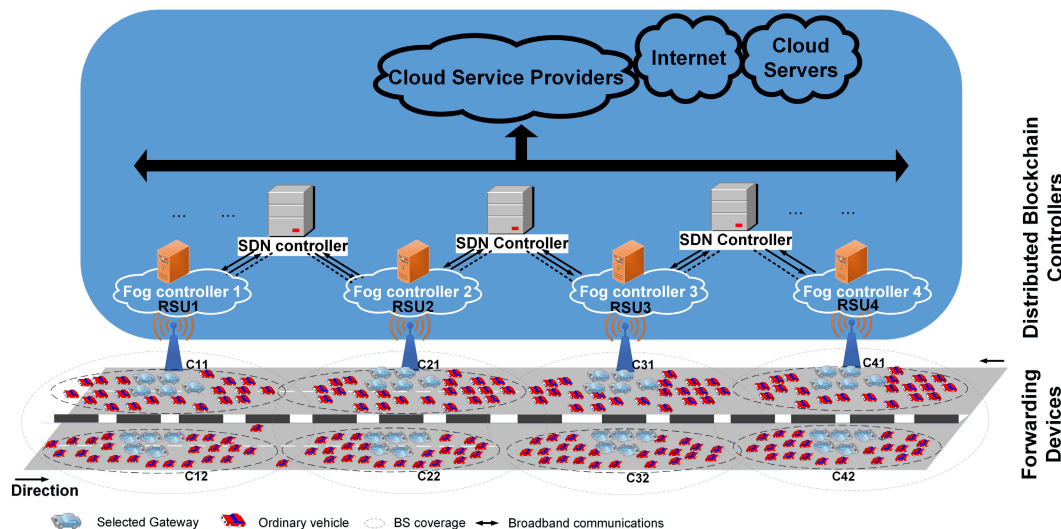 Cloud Service Providers
Internet
Cloud
Servers
... ...
SDN controller
SDN Controller
SDN Controller
... ...
Fog controller 1
RSU1
Fog controller 2
RSU2
Fog controller 3
RSU3
Fog controller 4
RSU4
Distributed Blockchain
Controllers
C11
C21
C31
C41
C12
C22
C32
C42
Forwarding
Devices
Direction
Selected Gateway
Ordinary vehicle
BS coverage
Broadband communications